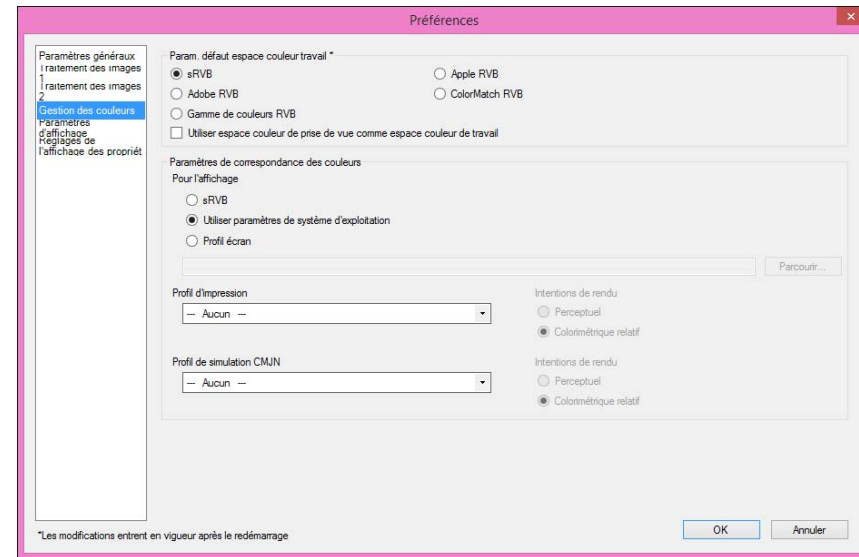 Préférences
Paramètres généraux
Traitement des images
1
Traitement des images
2
Gestion des couleurs
Paramètres
d'affichage
Réglages de
l'affichage des propriét
Param. défaut espace couleur travail *
sRVB
Apple RVB
Adobe RVB
ColorMatch RVB
Gamme de couleurs RVB
Utiliser espace couleur de prise de vue comme espace couleur de travail
Paramètres de correspondance des couleurs
Pour l'affichage
sRVB
Utiliser paramètres de système d'exploitation
Profil écran
Parcourir...
Profil d'impression
Intentions de rendu
--- Aucun ---
Perceptuel
Colorimétrique relatif
Profil de simulation CMJN
Intentions de rendu
--- Aucun ---
Perceptuel
Colorimétrique relatif
*Les modifications entrent en vigueur après le redémarrage
OK
Annuler